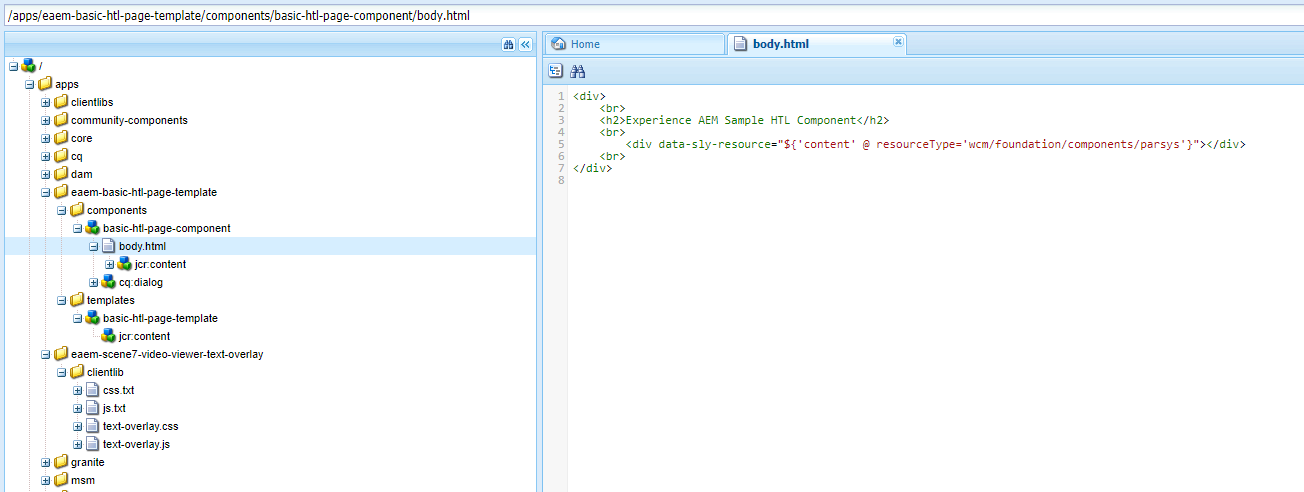 /apps/eaem-basic-htl-page-template/components/basic-htl-page-component/body.html
/
apps
clientlibs
community-components
core
cq
dam
eaem-basic-htl-page-template
components
basic-htl-page-component
body.html
jcr:content
cq:dialog
templates
basic-htl-page-template
jcr:content
eaem-scene7-video-viewer-text-overlay
clientlib
css.txt
js.txt
text-overlay.css
text-overlay.js
granite
msm
Home
body.html
1 <div>
2     <br>
3     <h2>Experience AEM Sample HTL Component</h2>
4     <br>
5         <div data-sly-resource="${'content' @ resourceType='wcm/foundation/components/parsys'}"></div>
6     <br>
7 </div>
8